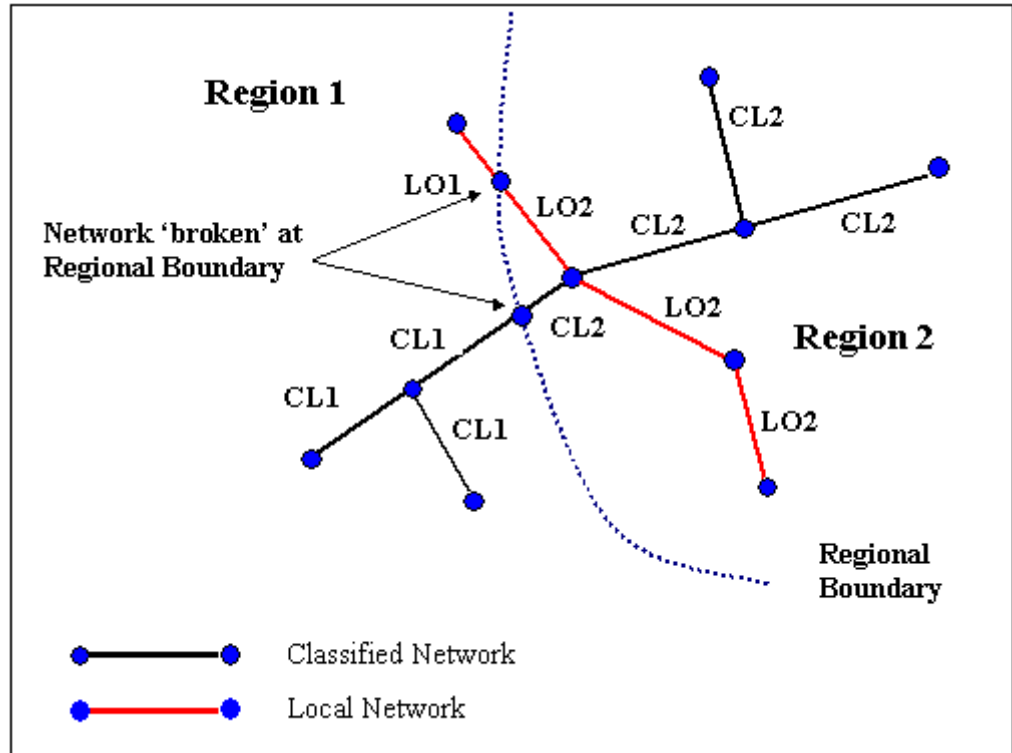 Region 1
CL2
LO1
LO2
Network ‘broken’ at
Regional Boundary
CL2
CL2
LO2
CL2
Region 2
CL1
CL1
LO2
CL1
Regional
Boundary
Classified Network
Local Network